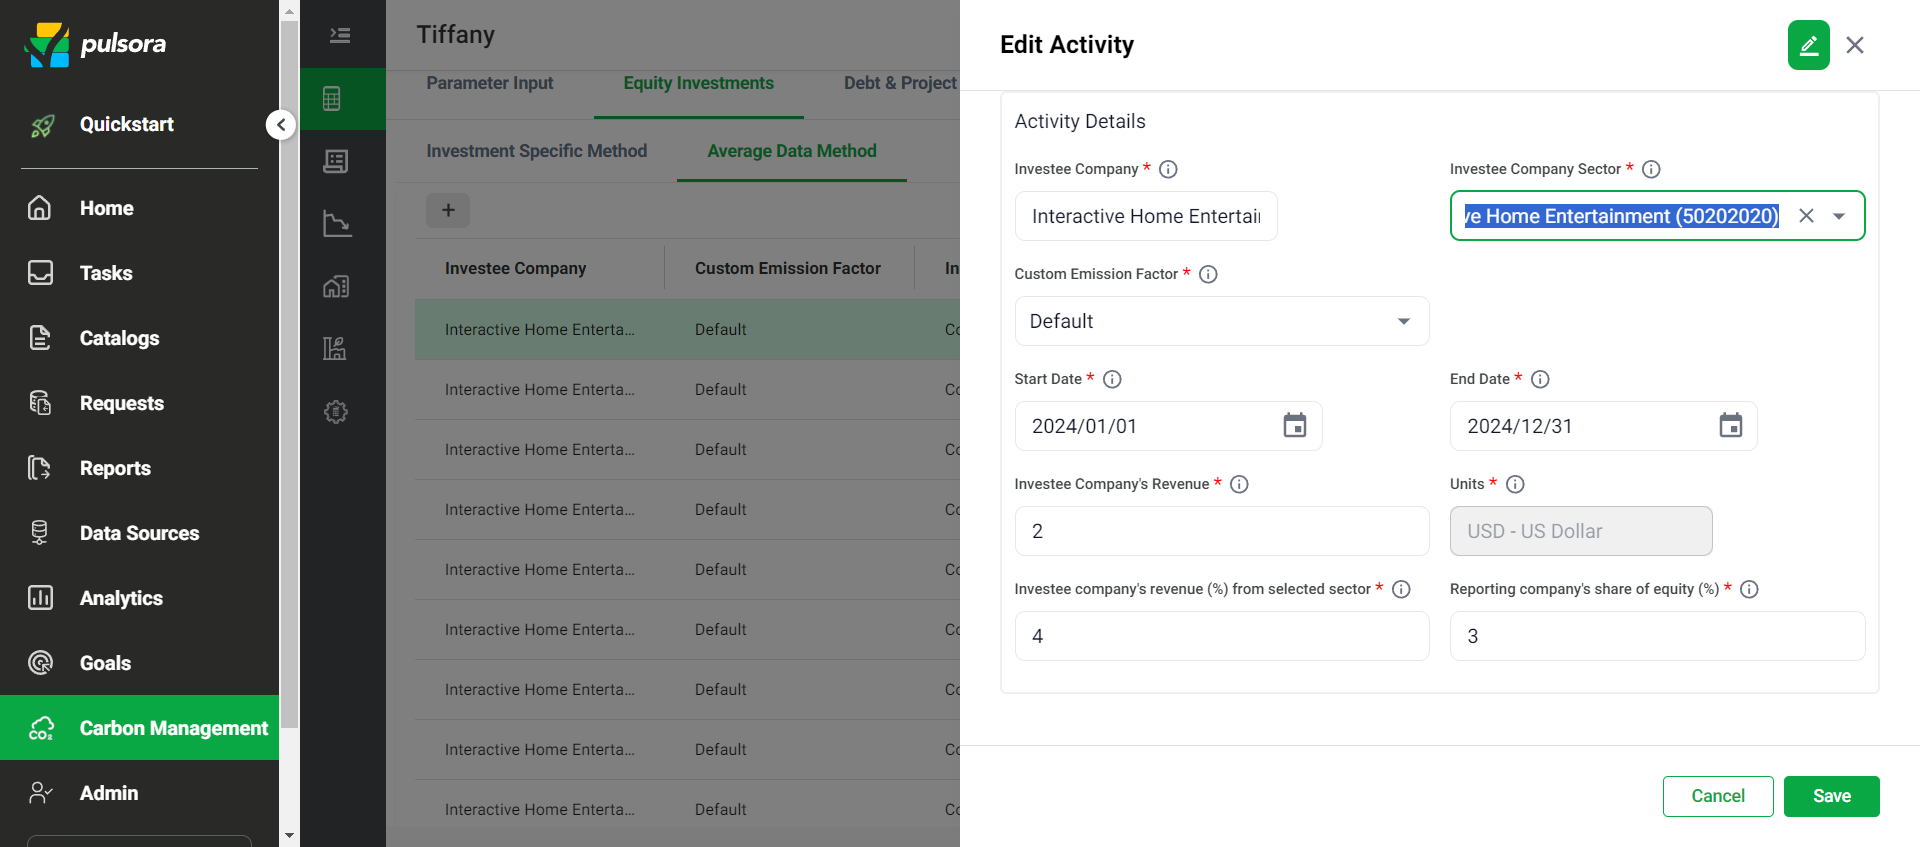 pulsora
Quickstart
Home
Tasks
Catalogs
Requests
Reports
Data Sources
Analytics
Goals
CO₂
Carbon Management
Admin
Tiffany
Parameter Input
Equity Investments
Debt & Project
Investment Specific Method
Average Data Method
+
Investee Company
Custom Emission Factor
In
Interactive Home Enterta...
Default
Co
Interactive Home Enterta...
Default
Co
Interactive Home Enterta...
Default
Co
Interactive Home Enterta...
Default
Co
Interactive Home Enterta...
Default
Co
Interactive Home Enterta...
Default
Co
Interactive Home Enterta...
Default
Co
Interactive Home Enterta...
Default
Co
Interactive Home Enterta...
Default
Co
Edit Activity
Activity Details
Investee Company *
Investee Company Sector *
Interactive Home Entertai
ve Home Entertainment (50202020)
Custom Emission Factor *
Default
Start Date *
End Date *
2024/01/01
2024/12/31
Investee Company's Revenue *
Units *
2
USD - US Dollar
Investee company's revenue (%) from selected sector *
Reporting company's share of equity (%) *
4
3
Cancel
Save